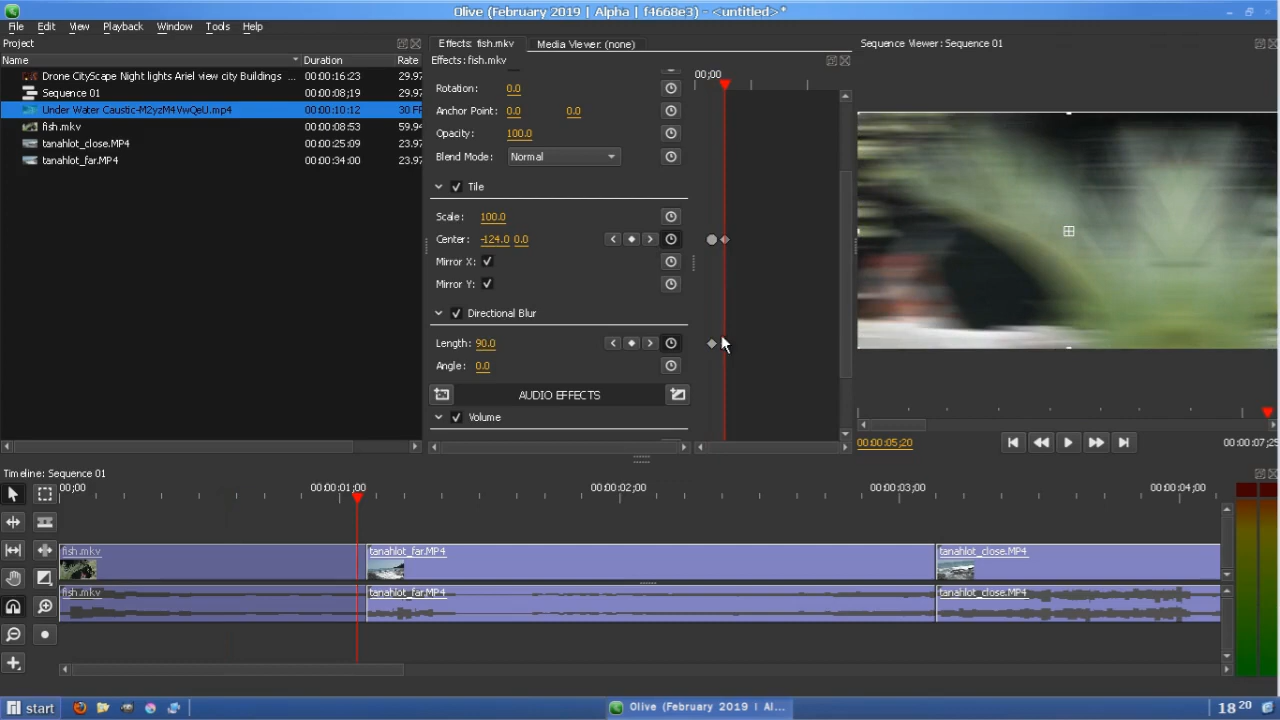 Olive (February 2019 | Alpha | f4668e3) - <untitled>*
File Edit View Playback Window Tools Help
Project
Name Duration Rate
Drone CityScape Night lights Ariel view city Buildings ... 00:00:16;23 29.97
Sequence 01 00:00:08;19 29.97
Under Water Caustic-M2yzM4VwQeU.mp4 00:00:10;12 30 FF
fish.mkv 00:00:08;53 59.94
tanahlot_close.MP4 00:00:25:09 23.97
tanahlot_far.MP4 00:00:34:00 23.97
Effects: fish.mkv Media Viewer: (none)
Effects: fish.mkv
00;00
Rotation: 0.0
Anchor Point: 0.0 0.0
Opacity: 100.0
Blend Mode: Normal
Tile
Scale: 100.0
Center: -124.0 0.0
Mirror X:
Mirror Y:
Directional Blur
Length: 90.0
Angle: 0.0
AUDIO EFFECTS
Volume
Sequence Viewer: Sequence 01
00:00:05;20 00:00:07;25
Timeline: Sequence 01
00;00 00:00:01;00 00:00:02;00 00:00:03;00 00:00:04;00
fish.mkv tanahlot_far.MP4 tanahlot_close.MP4
fish.mkv tanahlot_far.MP4 tanahlot_close.MP4
start Olive (February 2019 | Al... 18 20